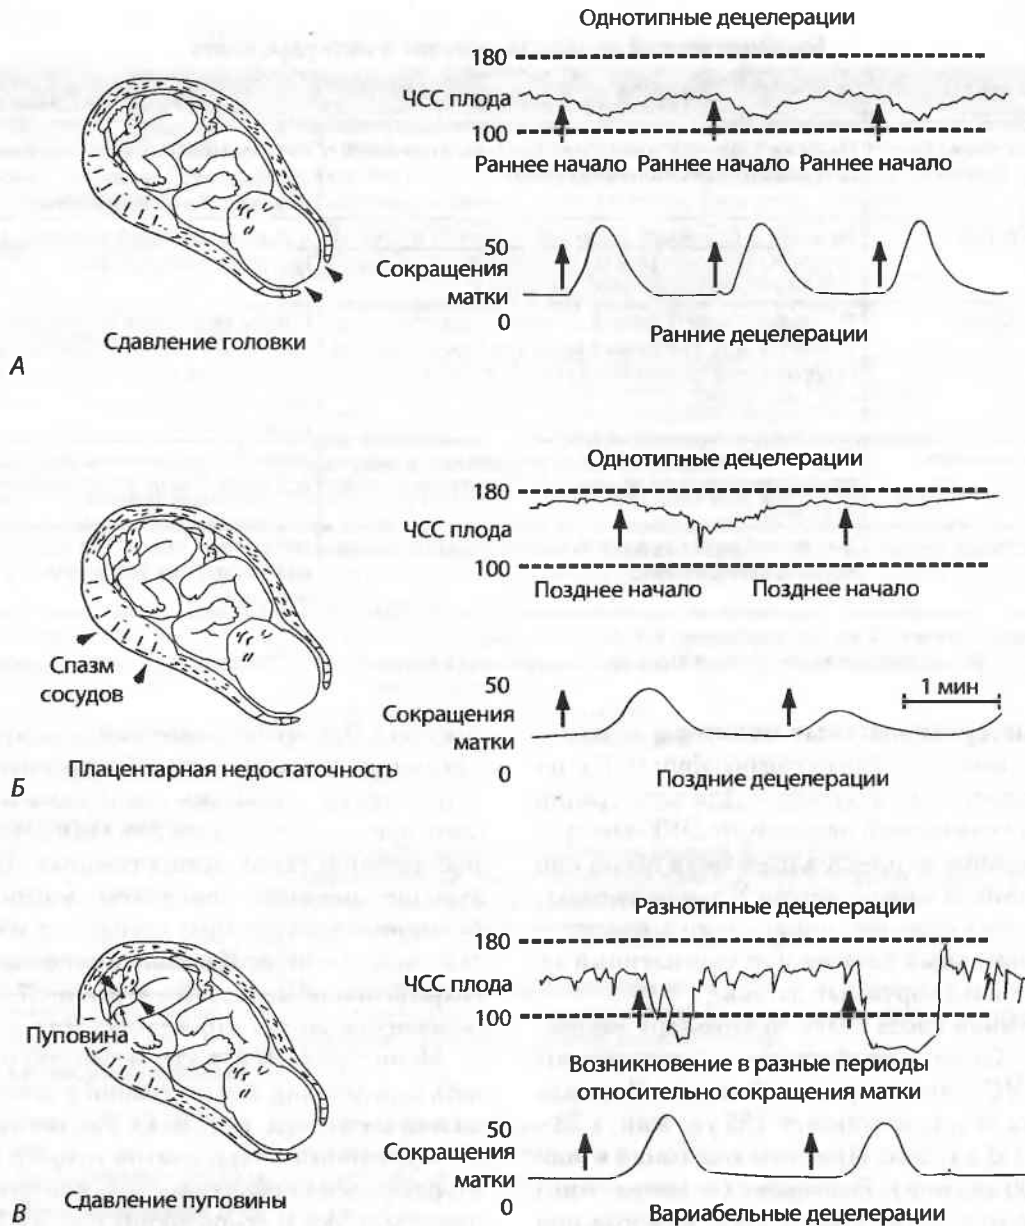 Однотипные децелерации
180
ЧСС плода
100
Раннее начало Раннее начало Раннее начало
50
Сокращения
матки
0
Ранние децелерации
Сдавление головки
А
Однотипные децелерации
180
ЧСС плода
100
Позднее начало Позднее начало
Спазм
сосудов
50
1 мин
Сокращения
матки
0
Плацентарная недостаточность
Поздние децелерации
Б
Разнотипные децелерации
180
ЧСС плода
100
Пуповина
Возникновение в разные периоды
относительно сокращения матки
50
Сокращения
матки
0
Сдавление пуповины
Вариабельные децелерации
В